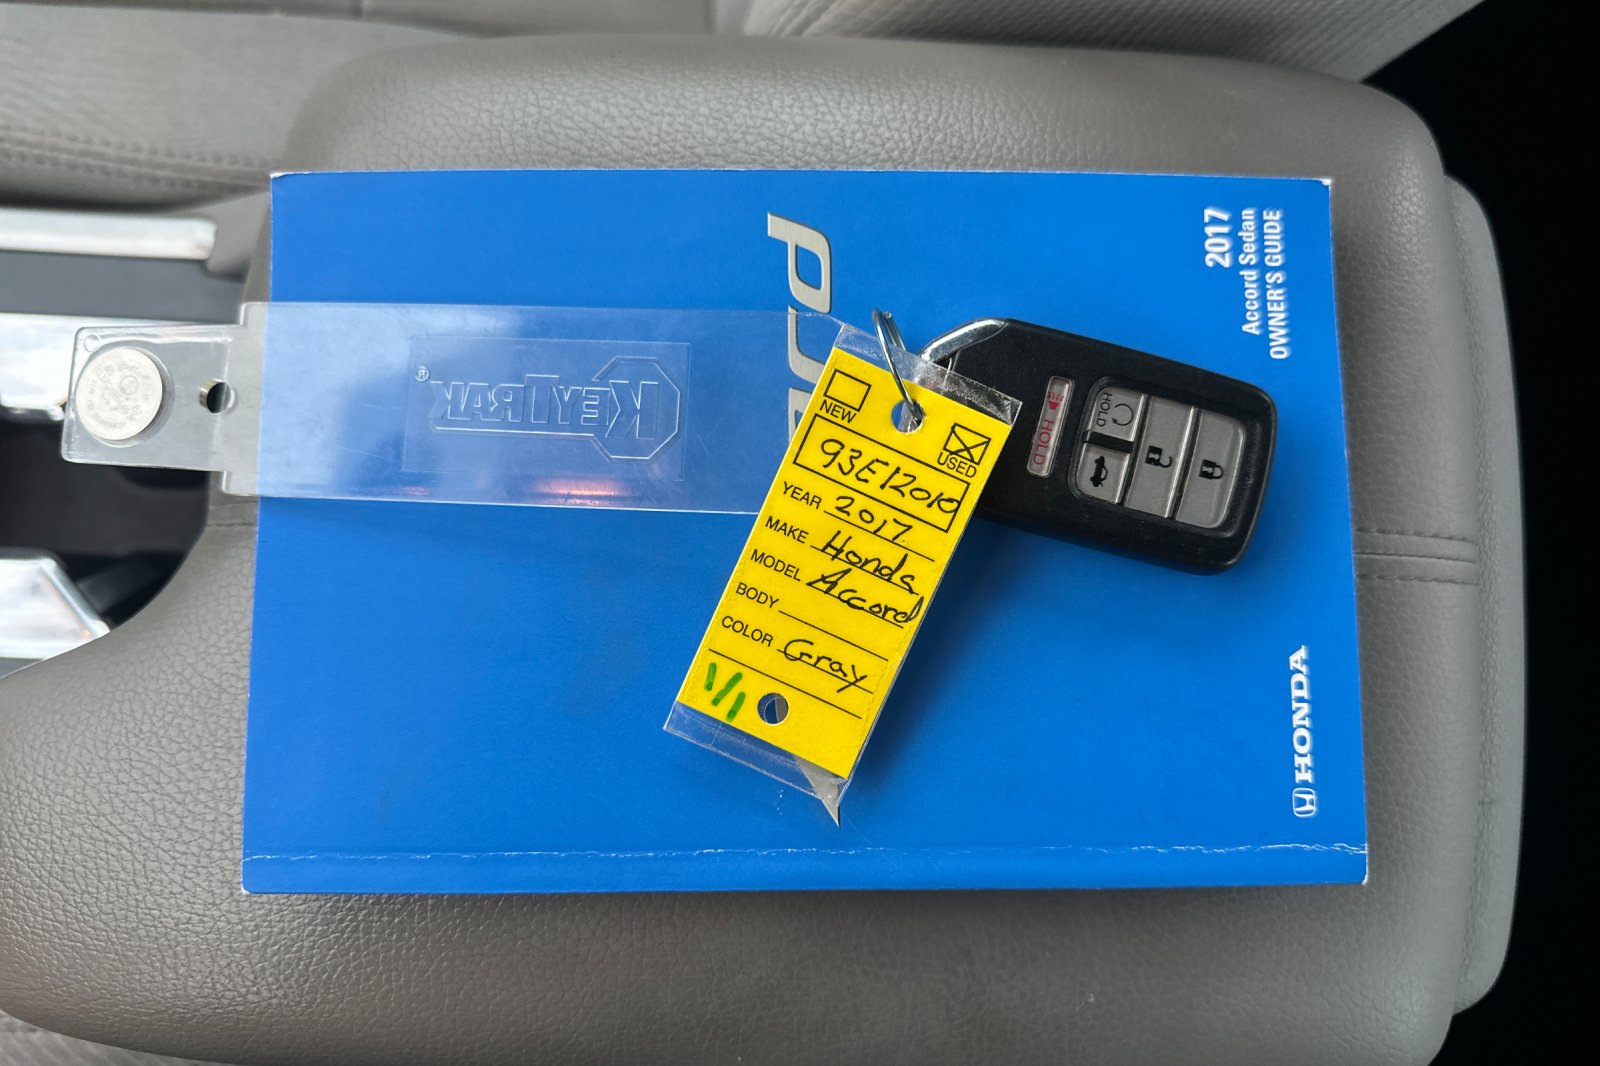 2017
Accord Sedan
OWNER'S GUIDE
HONDA
KEYTRAK®
NEW
USED
93E12010
YEAR 2017
MAKE Honda
MODEL Accord
BODY
COLOR Gray
1/1
HOLD
HOLD